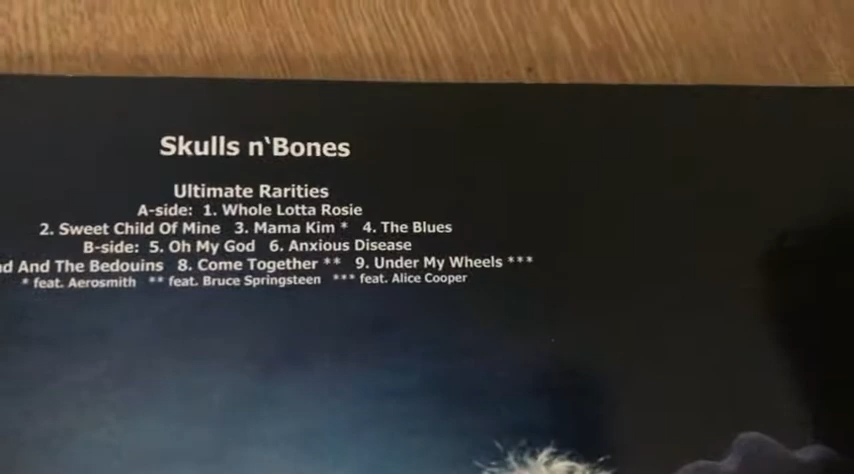 Skulls n'Bones
Ultimate Rarities
A-side: 1. Whole Lotta Rosie
2. Sweet Child Of Mine 3. Mama Kim * 4. The Blues
B-side: 5. Oh My God 6. Anxious Disease
And The Bedouins 8. Come Together ** 9. Under My Wheels ***
* feat. Aerosmith ** feat. Bruce Springsteen *** feat. Alice Cooper